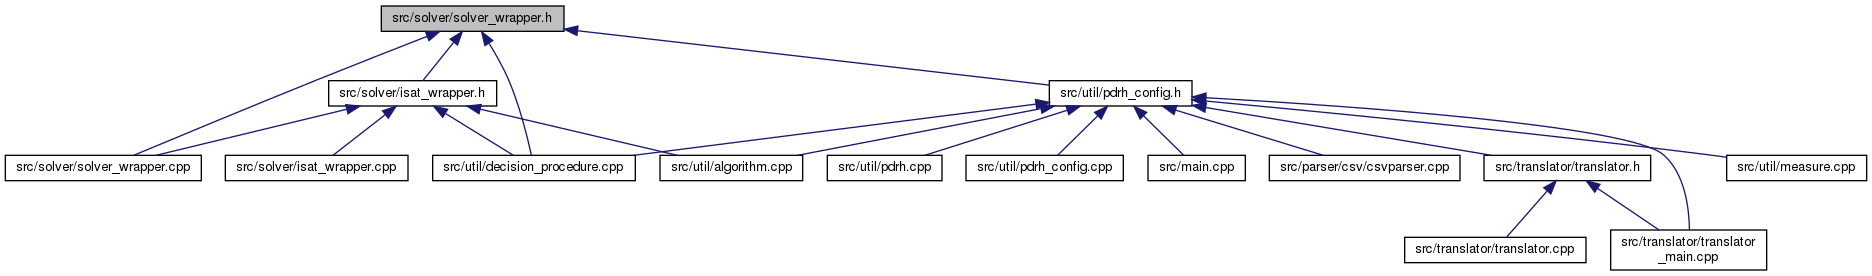 src/solver/solver_wrapper.h
src/solver/isat_wrapper.h
src/util/pdrh_config.h
src/solver/solver_wrapper.cpp
src/solver/isat_wrapper.cpp
src/util/decision_procedure.cpp
src/util/algorithm.cpp
src/util/pdrh.cpp
src/util/pdrh_config.cpp
src/main.cpp
src/parser/csv/csvparser.cpp
src/translator/translator.h
src/util/measure.cpp
src/translator/translator.cpp
src/translator/translator
_main.cpp